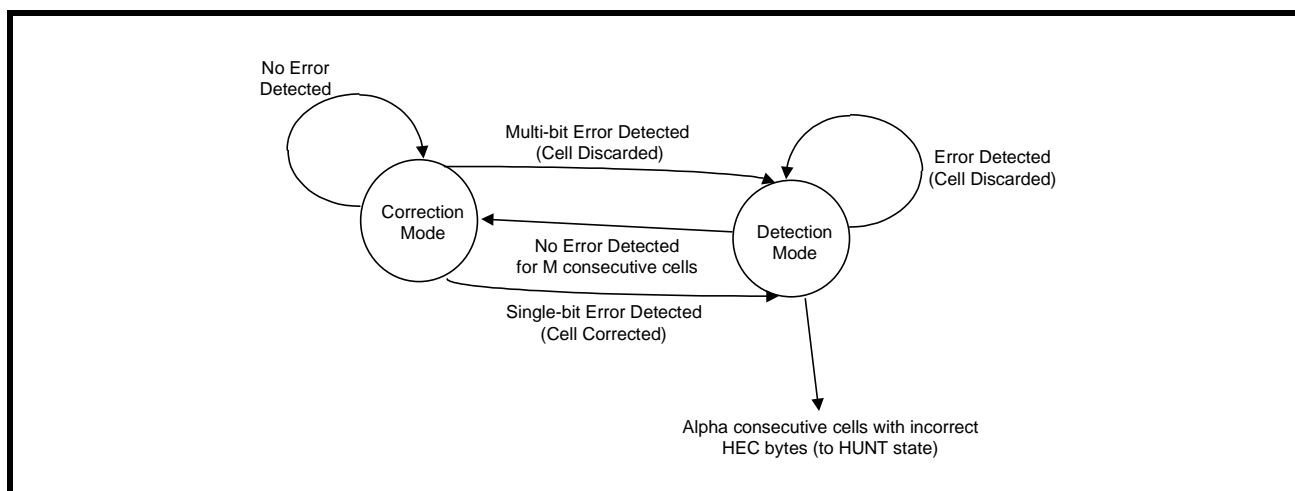 No Error
Detected
Multi-bit Error Detected
(Cell Discarded)
Error Detected
(Cell Discarded)
Correction
Mode
Detection
Mode
No Error Detected
for M consecutive cells
Single-bit Error Detected
(Cell Corrected)
Alpha consecutive cells with incorrect
HEC bytes (to HUNT state)